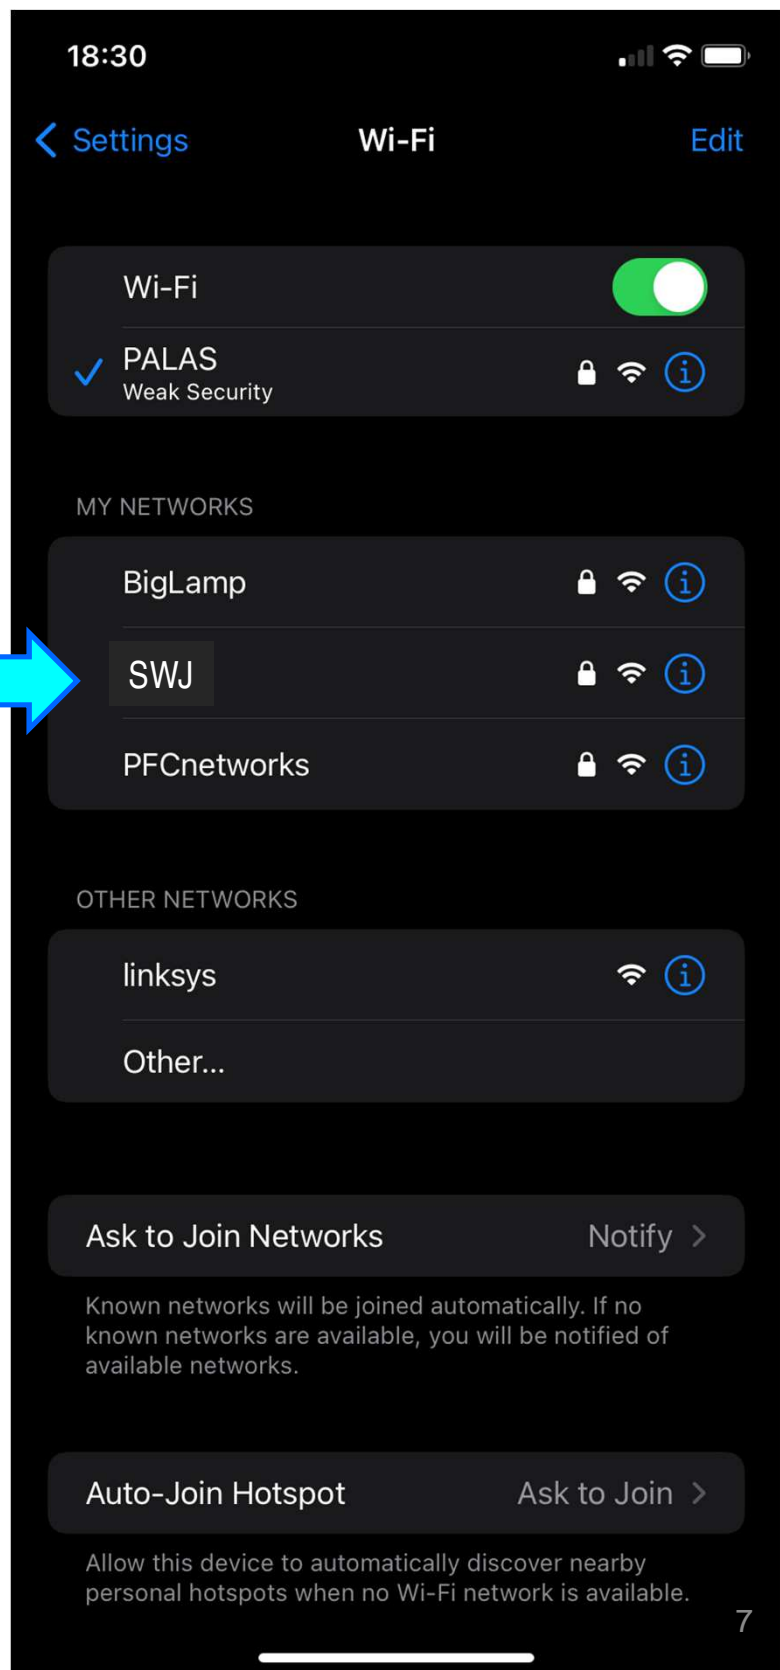 18:30
Settings Wi-Fi Edit
Wi-Fi
PALAS
Weak Security
MY NETWORKS
BigLamp
SWJ
PFCnetworks
OTHER NETWORKS
linksys
Other...
Ask to Join Networks Notify
Known networks will be joined automatically. If no
known networks are available, you will be notified of
available networks.
Auto-Join Hotspot Ask to Join
Allow this device to automatically discover nearby
personal hotspots when no Wi-Fi network is available.
7